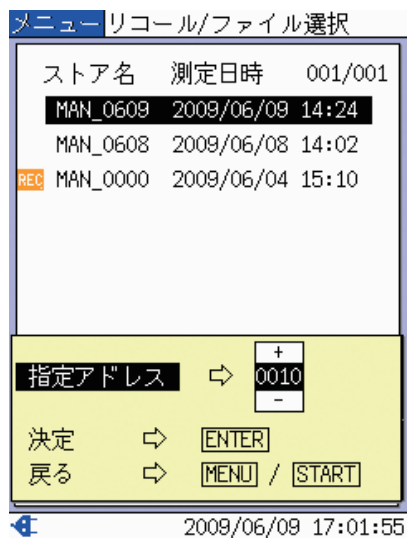 メニュー リコール/ファイル選択
ストア名 測定日時 001/001
MAN_0609 2009/06/09 14:24
MAN_0608 2009/06/08 14:02
REC MAN_0000 2009/06/04 15:10
+
指定アドレス ⇨ 0010
-
決定 ⇨ ENTER
戻る ⇨ MENU / START
2009/06/09 17:01:55